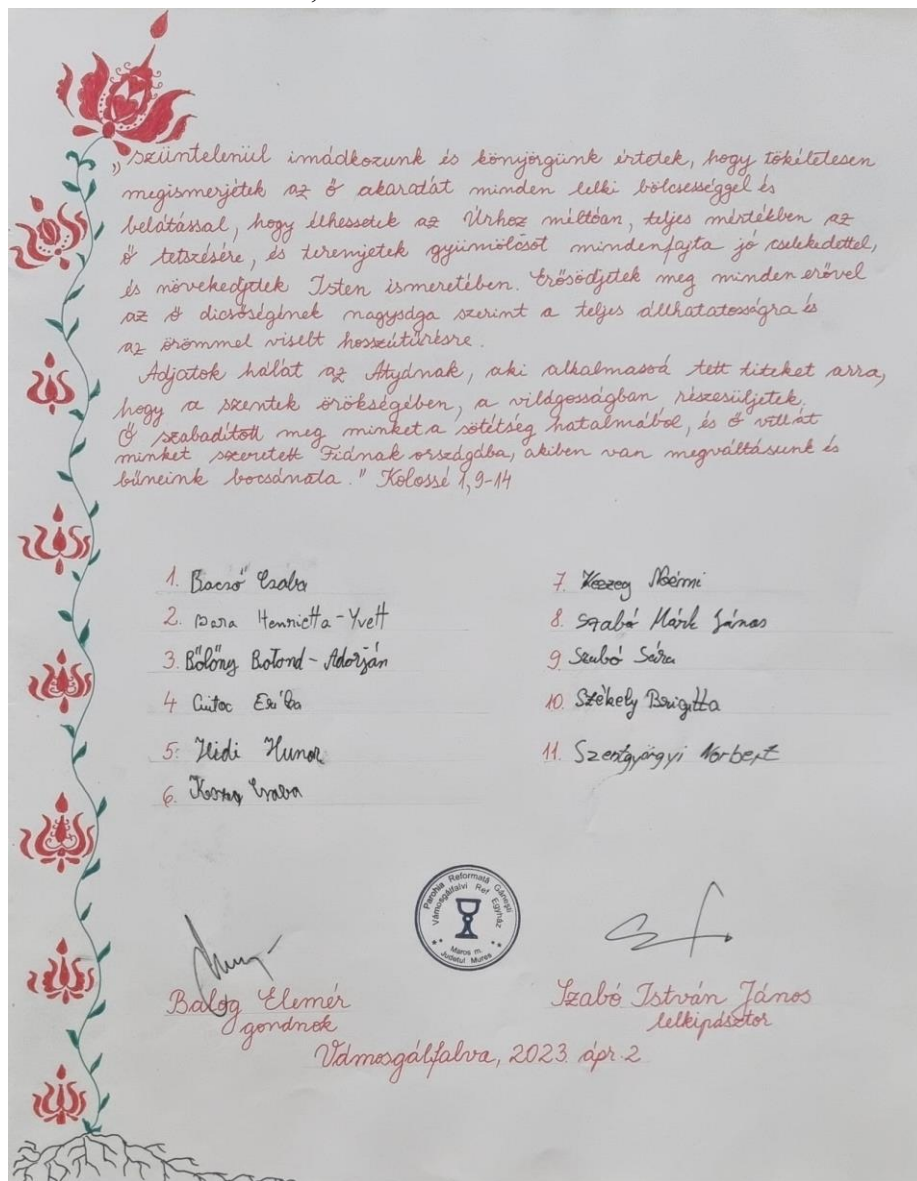 „Szüntelenül imádkozunk és könyörgünk értetek, hogy tökéletesen
megismerjétek az ő akaratát minden lelki bölcsességgel és
belátással, hogy élhessetek az Úrhoz méltóan, teljes mértékben az
ő tetszésére, és teremjetek gyümölcsöt mindenfajta jó cselekedettel,
és növekedjetek Isten ismeretében. Erősödjetek meg minden erővel
az ő dicsőségének nagysága szerint a teljes állhatatosságra és
az örömmel viselt hosszútűrésre.
Adjatok hálát az Atyának, aki alkalmassá tett titeket arra,
hogy a szentek örökségében, a világosságban részesüljetek.
Ő szabadított meg minket a sötétség hatalmából, és ő vitt át
minket szeretett Fiának országába, akiben van megváltásunk és
bűneink bocsánata." Kolossé 1,9-14
1. Bacsó Csaba
2. Henrietta-Yvett
3. Bölöny Botond-Adorján
4
5. Hidi Hunor
6. Csaba
7. Keszeg Noémi
8. Szabó Márk János
9. Szabó Sára
10. Székely Brigitta
11. Szentgyörgyi Norbert
Parohia Reformată Gănești
Vámosgálfalvi Ref. Egyház
Maros m.
Județul Mureș
Balog Elemér
gondnok
Szabó István János
lelkipásztor
Vámosgálfalva, 2023. ápr. 2